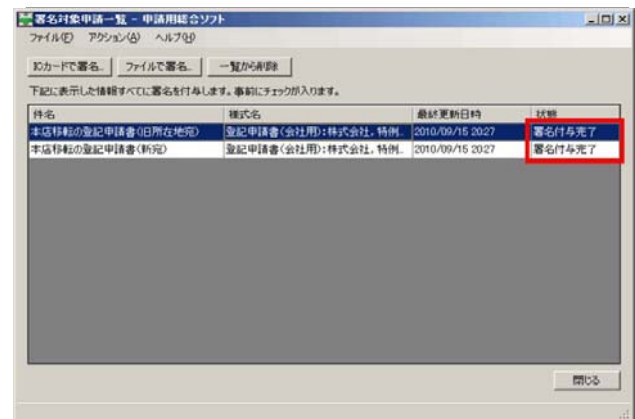 署名対象申請一覧 - 申請用総合ソフト
ファイル(F) アクション(A) ヘルプ(H)
ICカードで署名... ファイルで署名... 一覧から削除
下記に表示した情報すべてに署名を付与します。事前にチェックが入ります。
件名 様式名 最終更新日時 状態
本店移転の登記申請書(旧所在地宛) 登記申請書(会社用):株式会社,特例... 2010/09/15 20:27 署名付与完了
本店移転の登記申請書(新宛) 登記申請書(会社用):株式会社,特例... 2010/09/15 20:27 署名付与完了
閉じる